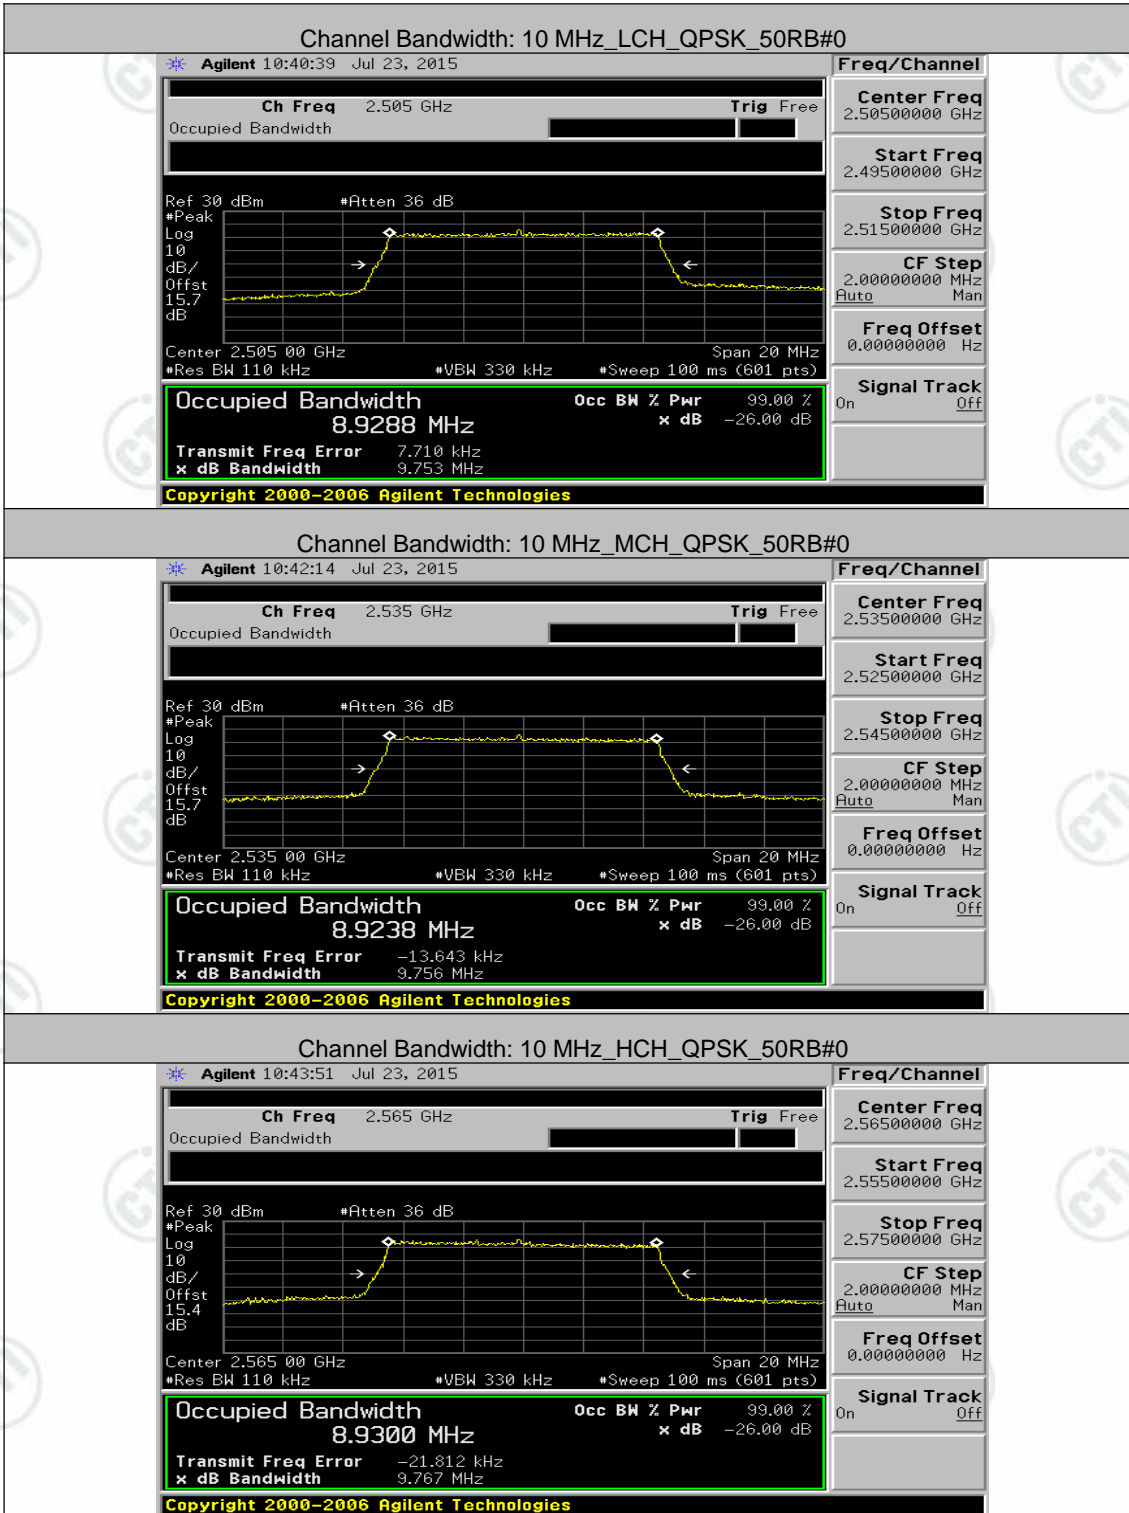 Channel Bandwidth: 10 MHz_LCH_QPSK_50RB#0
Agilent 10:40:39 Jul 23, 2015
Freq/Channel
Ch Freq 2.505 GHz Trig Free
Occupied Bandwidth
Center Freq
2.50500000 GHz
Start Freq
2.49500000 GHz
Stop Freq
2.51500000 GHz
CF Step
2.00000000 MHz
Auto Man
Freq Offset
0.00000000 Hz
Signal Track
On Off
Ref 30 dBm #Atten 36 dB
#Peak
Log
10
dB/
Offst
15.7
dB
Center 2.505 00 GHz Span 20 MHz
#Res BW 110 kHz #VBW 330 kHz #Sweep 100 ms (601 pts)
Occupied Bandwidth Occ BW % Pwr 99.00 %
8.9288 MHz x dB -26.00 dB
Transmit Freq Error 7.710 kHz
x dB Bandwidth 9.753 MHz
Copyright 2000-2006 Agilent Technologies
Channel Bandwidth: 10 MHz_MCH_QPSK_50RB#0
Agilent 10:42:14 Jul 23, 2015
Freq/Channel
Ch Freq 2.535 GHz Trig Free
Occupied Bandwidth
Center Freq
2.53500000 GHz
Start Freq
2.52500000 GHz
Stop Freq
2.54500000 GHz
CF Step
2.00000000 MHz
Auto Man
Freq Offset
0.00000000 Hz
Signal Track
On Off
Ref 30 dBm #Atten 36 dB
#Peak
Log
10
dB/
Offst
15.7
dB
Center 2.535 00 GHz Span 20 MHz
#Res BW 110 kHz #VBW 330 kHz #Sweep 100 ms (601 pts)
Occupied Bandwidth Occ BW % Pwr 99.00 %
8.9238 MHz x dB -26.00 dB
Transmit Freq Error -13.643 kHz
x dB Bandwidth 9.756 MHz
Copyright 2000-2006 Agilent Technologies
Channel Bandwidth: 10 MHz_HCH_QPSK_50RB#0
Agilent 10:43:51 Jul 23, 2015
Freq/Channel
Ch Freq 2.565 GHz Trig Free
Occupied Bandwidth
Center Freq
2.56500000 GHz
Start Freq
2.55500000 GHz
Stop Freq
2.57500000 GHz
CF Step
2.00000000 MHz
Auto Man
Freq Offset
0.00000000 Hz
Signal Track
On Off
Ref 30 dBm #Atten 36 dB
#Peak
Log
10
dB/
Offst
15.4
dB
Center 2.565 00 GHz Span 20 MHz
#Res BW 110 kHz #VBW 330 kHz #Sweep 100 ms (601 pts)
Occupied Bandwidth Occ BW % Pwr 99.00 %
8.9300 MHz x dB -26.00 dB
Transmit Freq Error -21.812 kHz
x dB Bandwidth 9.767 MHz
Copyright 2000-2006 Agilent Technologies
CTI
CTI
CTI
CTI
CTI
CTI
CTI
CTI